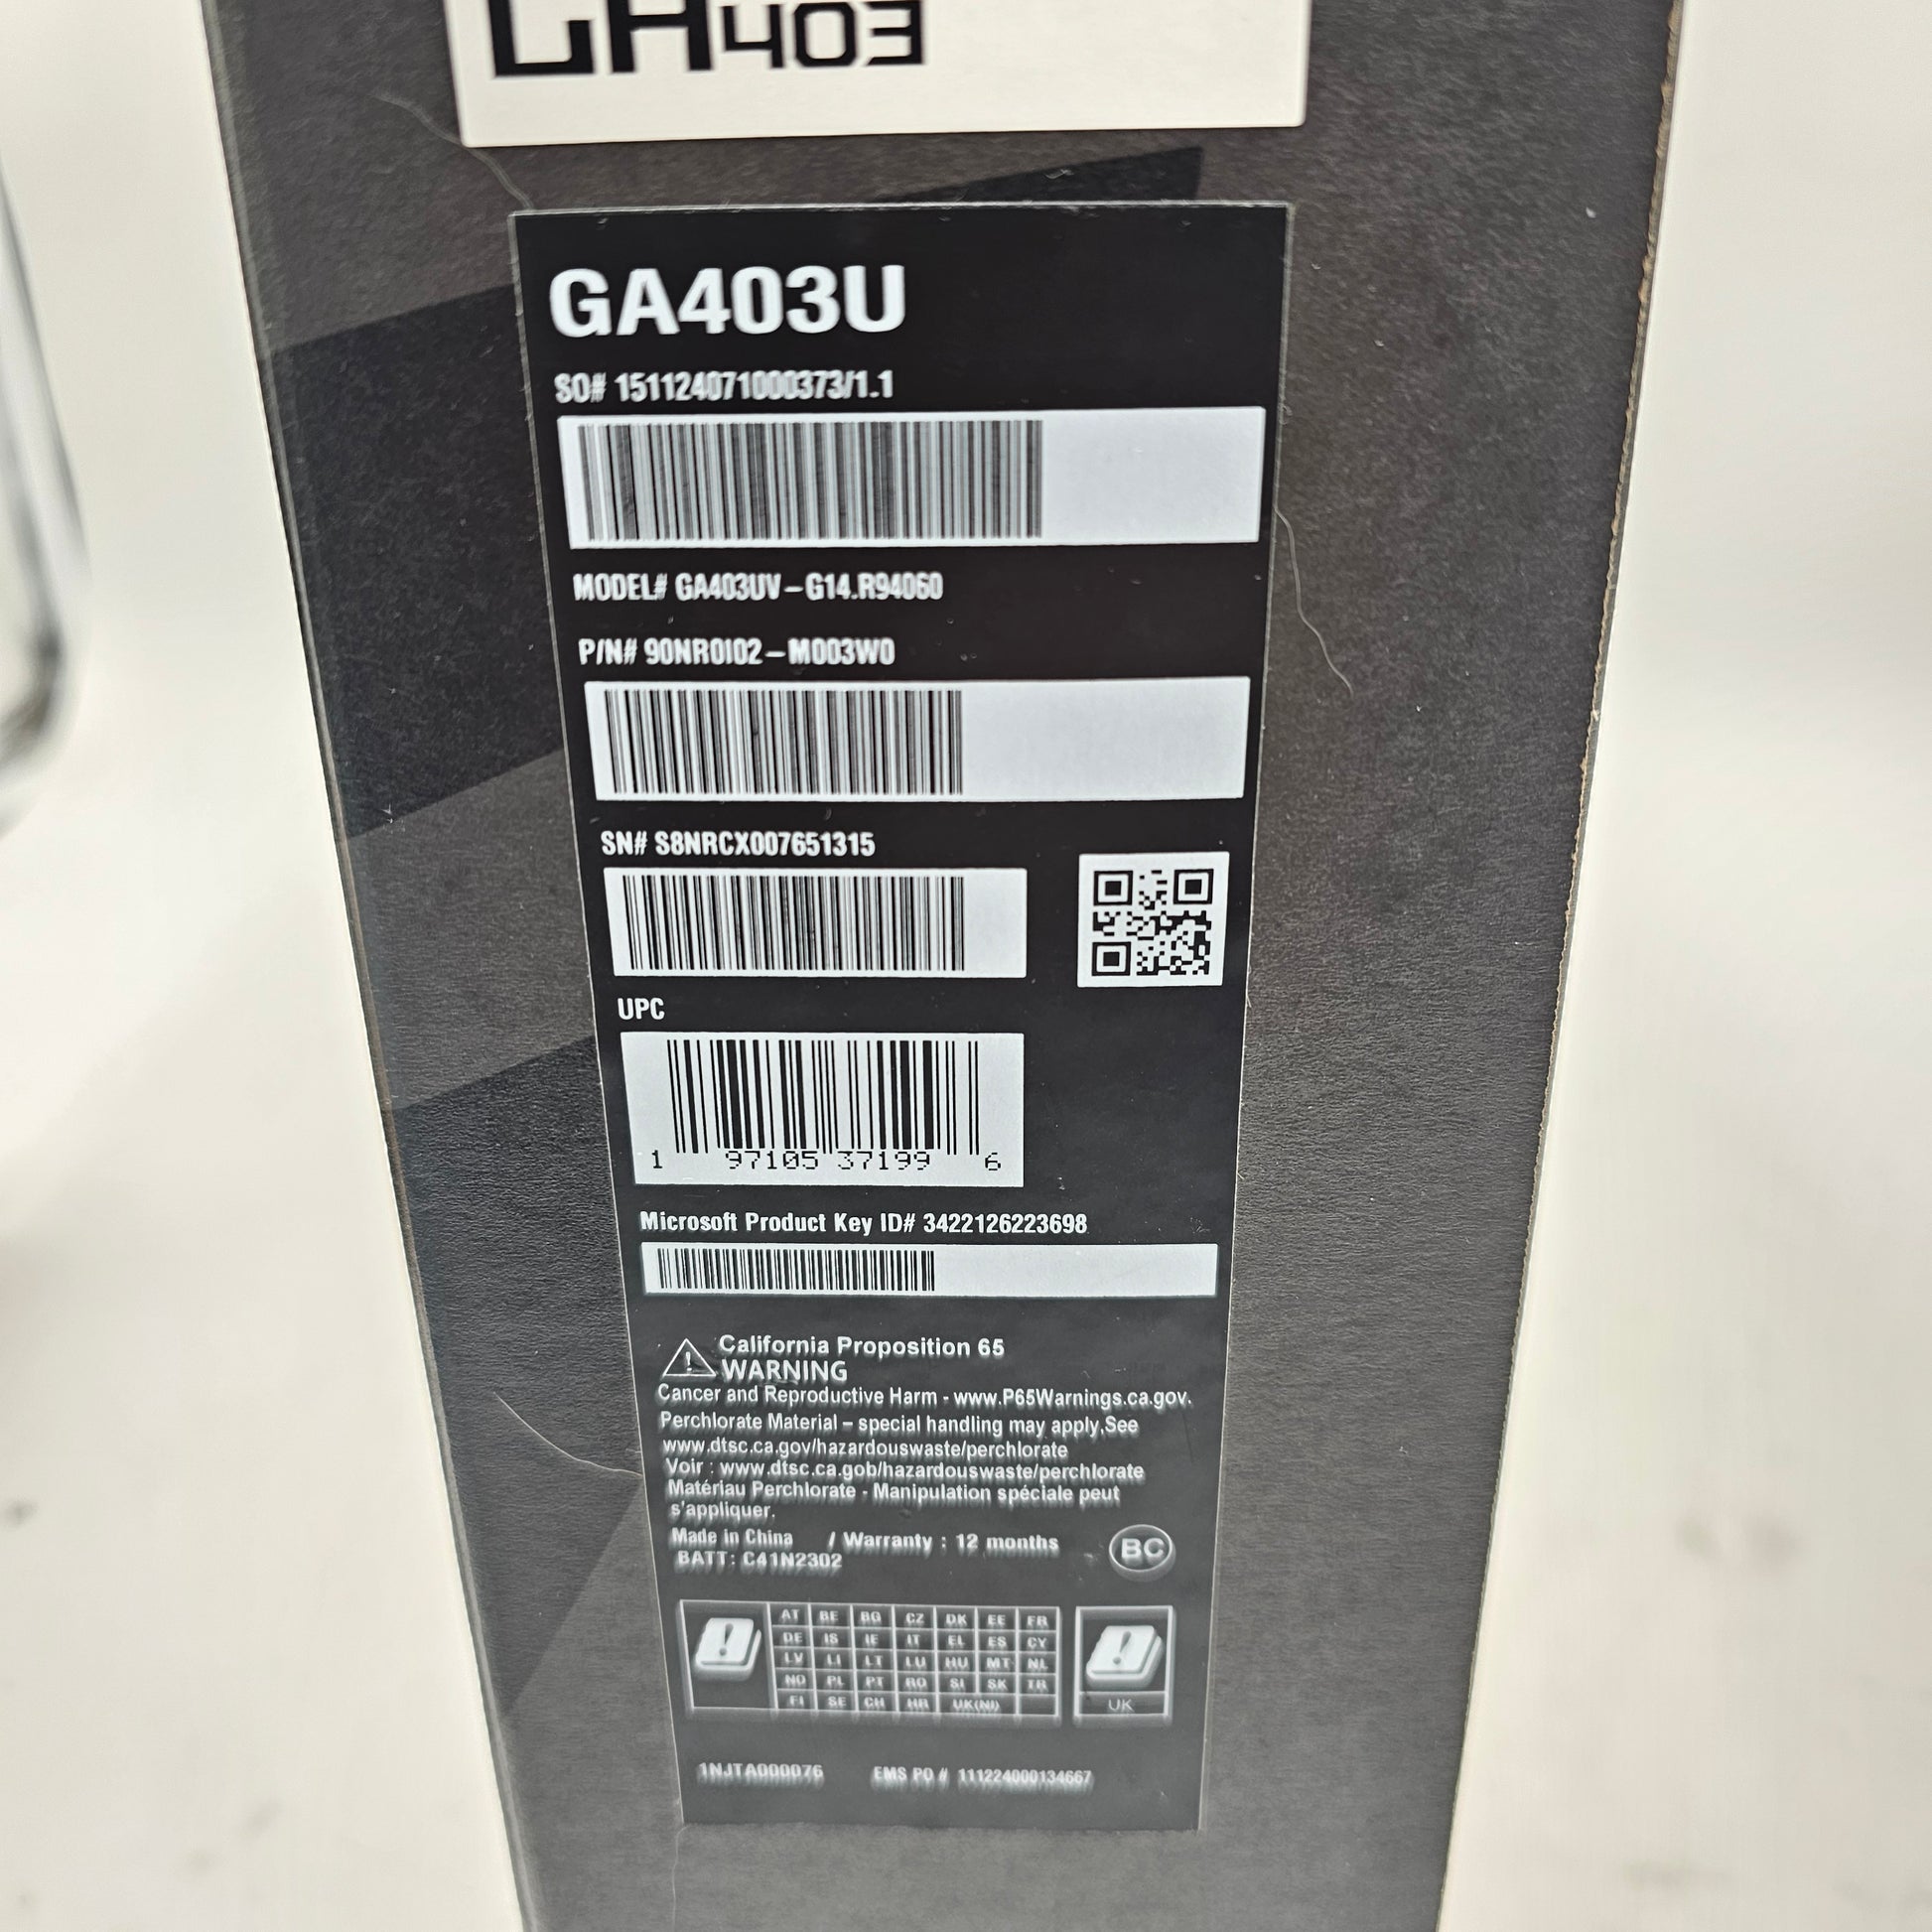 GA403
GA403U
SO# 151124071000373/1.1
MODEL# GA403UV-G14.R94060
P/N# 90NR0I02-M003W0
SN# S8NRCX007651315
UPC
1 97105 37199 6
Microsoft Product Key ID# 3422126223698
California Proposition 65
WARNING
Cancer and Reproductive Harm - www.P65Warnings.ca.gov.
Perchlorate Material – special handling may apply,See
www.dtsc.ca.gov/hazardouswaste/perchlorate
Voir : www.dtsc.ca.gob/hazardouswaste/perchlorate
Matériau Perchlorate - Manipulation spéciale peut
s'appliquer.
Made in China / Warranty : 12 months
BATT: C41N2302
BC
AT BE BG CZ DK EE FR
DE IS IE IT EL ES CY
LV LI LT LU HU MT NL
NO PL PT RO SI SK TR
FI SE CH HR UK(NI)
UK
1NJTA000076 EMS PO # 111224000134667